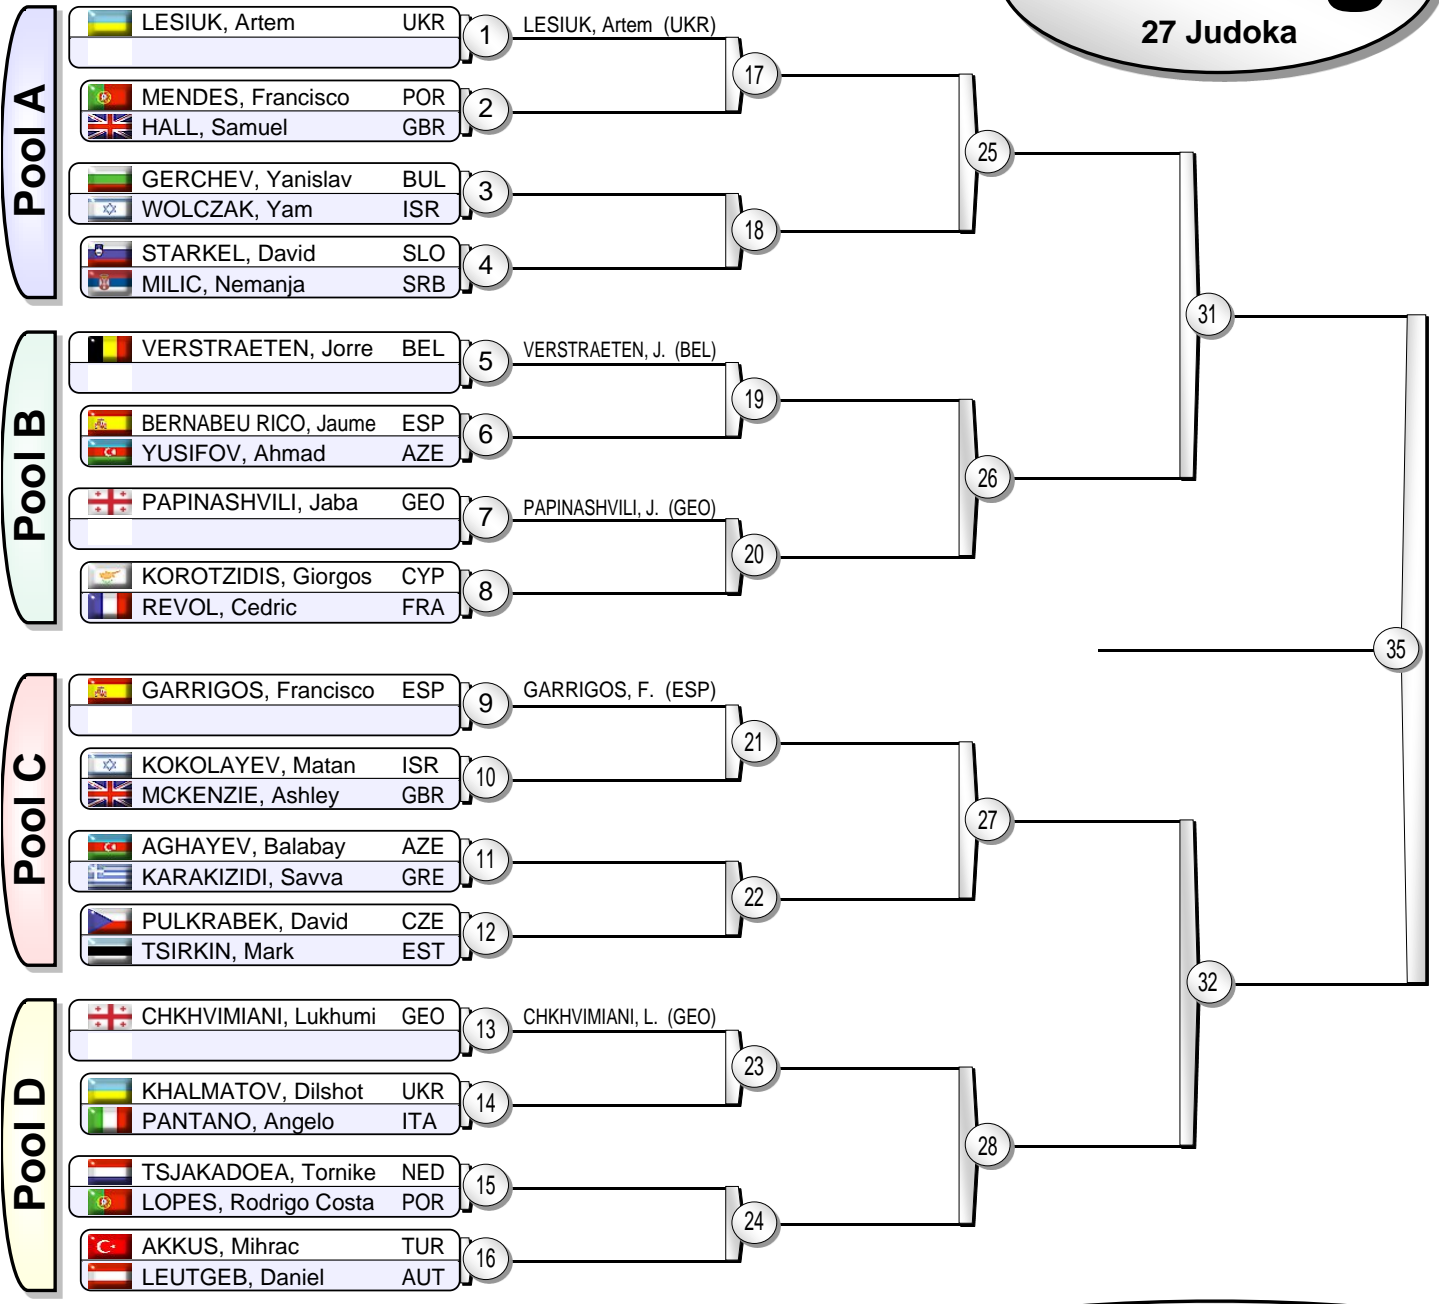 27 Judoka
Pool A
LESIUK, Artem UKR
1
LESIUK, Artem (UKR)
MENDES, Francisco POR
HALL, Samuel GBR
2
17
GERCHEV, Yanislav BUL
WOLCZAK, Yam ISR
3
STARKEL, David SLO
MILIC, Nemanja SRB
4
18
25
Pool B
VERSTRAETEN, Jorre BEL
5
VERSTRAETEN, J. (BEL)
BERNABEU RICO, Jaume ESP
YUSIFOV, Ahmad AZE
6
19
PAPINASHVILI, Jaba GEO
7
PAPINASHVILI, J. (GEO)
KOROTZIDIS, Giorgos CYP
REVOL, Cedric FRA
8
20
26
31
35
Pool C
GARRIGOS, Francisco ESP
9
GARRIGOS, F. (ESP)
KOKOLAYEV, Matan ISR
MCKENZIE, Ashley GBR
10
21
AGHAYEV, Balabay AZE
KARAKIZIDI, Savva GRE
11
PULKRABEK, David CZE
TSIRKIN, Mark EST
12
22
27
Pool D
CHKHVIMIANI, Lukhumi GEO
13
CHKHVIMIANI, L. (GEO)
KHALMATOV, Dilshot UKR
PANTANO, Angelo ITA
14
23
TSJAKADOEA, Tornike NED
LOPES, Rodrigo Costa POR
15
AKKUS, Mihrac TUR
LEUTGEB, Daniel AUT
16
24
28
32